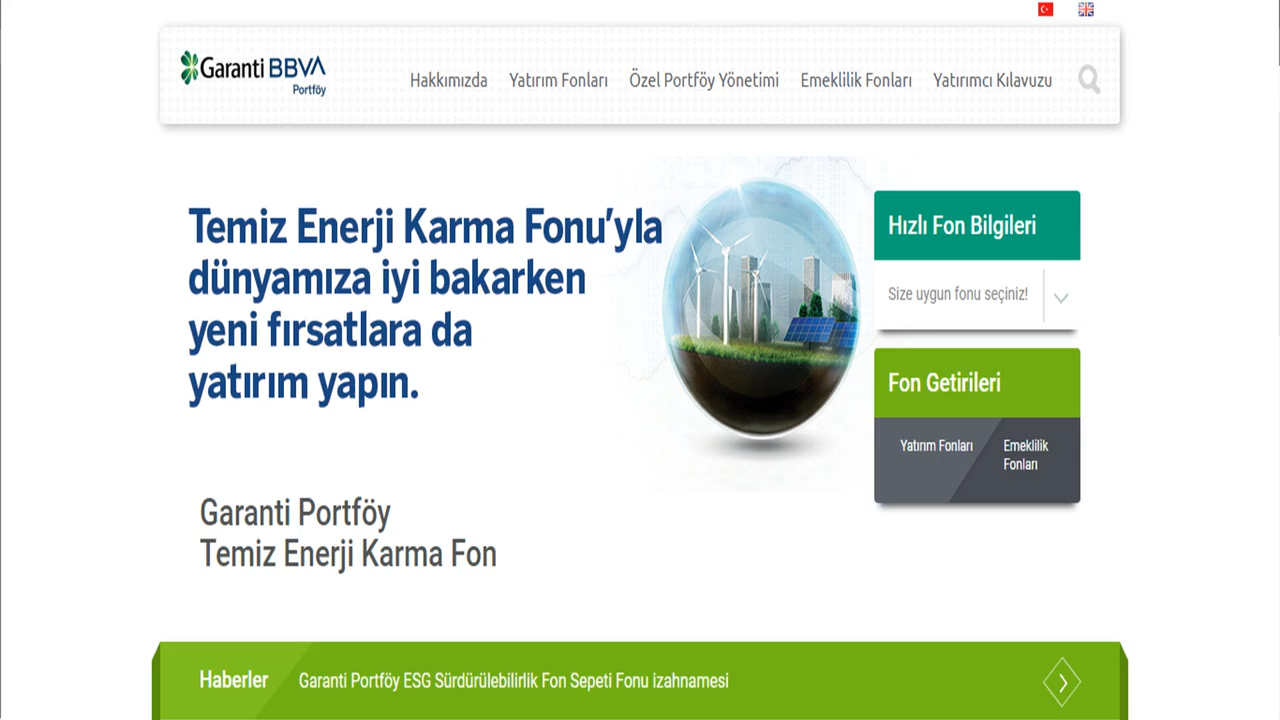 Garanti BBVA
Portföy
Hakkımızda
Yatırım Fonları
Özel Portföy Yönetimi
Emeklilik Fonları
Yatırımcı Kılavuzu
Temiz Enerji Karma Fonu’yla
dünyamıza iyi bakarken
yeni fırsatlara da
yatırım yapın.
Garanti Portföy
Temiz Enerji Karma Fon
Hızlı Fon Bilgileri
Size uygun fonu seçiniz!
Fon Getirileri
Yatırım Fonları
Emeklilik
Fonları
Haberler
Garanti Portföy ESG Sürdürülebilirlik Fon Sepeti Fonu izahnamesi